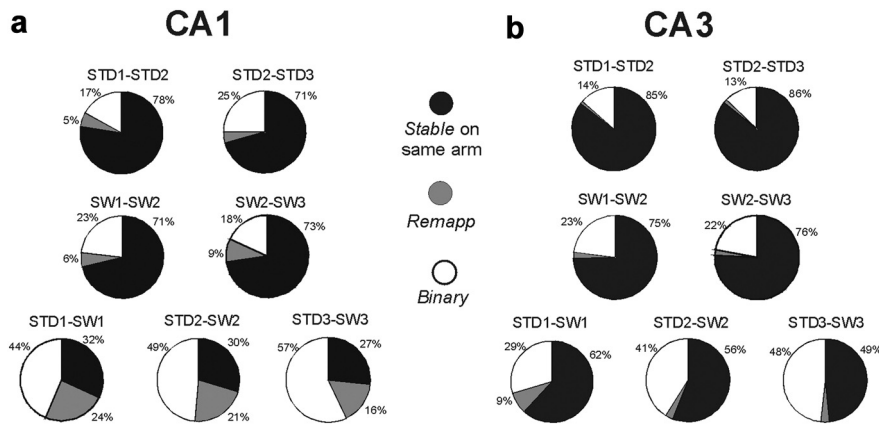 a
CA1
b
CA3
STD1-STD2
17%
78%
5%
STD2-STD3
25%
71%
STD1-STD2
14%
85%
STD2-STD3
13%
86%
Stable on
same arm
Remapp
Binary
SW1-SW2
23%
71%
6%
SW2-SW3
18%
73%
9%
SW1-SW2
23%
75%
SW2-SW3
22%
76%
STD1-SW1
44%
32%
24%
STD2-SW2
49%
30%
21%
STD3-SW3
57%
27%
16%
STD1-SW1
29%
62%
9%
STD2-SW2
41%
56%
STD3-SW3
48%
49%